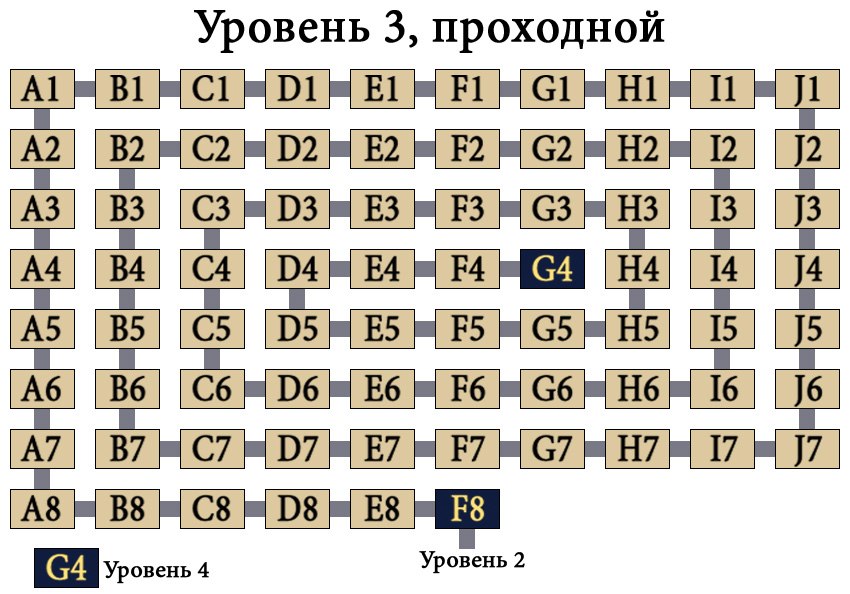 Уровень 3, проходной
A1 B1 C1 D1 E1 F1 G1 H1 I1 J1
A2 B2 C2 D2 E2 F2 G2 H2 I2 J2
A3 B3 C3 D3 E3 F3 G3 H3 I3 J3
A4 B4 C4 D4 E4 F4 G4 H4 I4 J4
A5 B5 C5 D5 E5 F5 G5 H5 I5 J5
A6 B6 C6 D6 E6 F6 G6 H6 I6 J6
A7 B7 C7 D7 E7 F7 G7 H7 I7 J7
A8 B8 C8 D8 E8 F8
Уровень 2
G4 Уровень 4